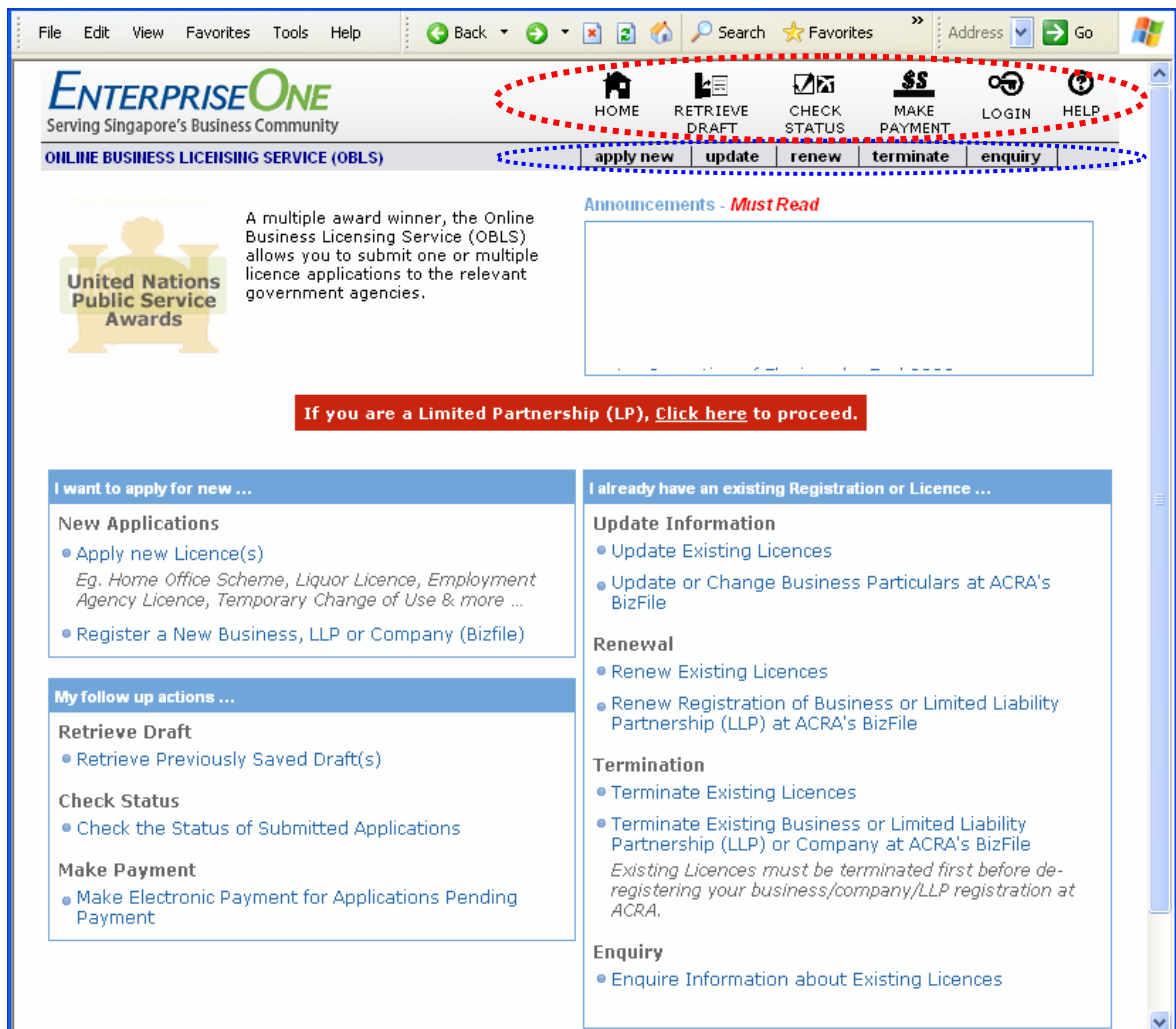 File Edit View Favorites Tools Help Back Search Favorites » Address Go
ENTERPRISEONE
Serving Singapore's Business Community
HOME
RETRIEVE
DRAFT
CHECK
STATUS
$$
MAKE
PAYMENT
LOGIN
HELP
ONLINE BUSINESS LICENSING SERVICE (OBLS)
apply new update renew terminate enquiry
United Nations
Public Service
Awards
A multiple award winner, the Online
Business Licensing Service (OBLS)
allows you to submit one or multiple
licence applications to the relevant
government agencies.
Announcements - Must Read
If you are a Limited Partnership (LP), Click here to proceed.
I want to apply for new ...
New Applications
Apply new Licence(s)
Eg. Home Office Scheme, Liquor Licence, Employment
Agency Licence, Temporary Change of Use & more ...
Register a New Business, LLP or Company (Bizfile)
My follow up actions ...
Retrieve Draft
Retrieve Previously Saved Draft(s)
Check Status
Check the Status of Submitted Applications
Make Payment
Make Electronic Payment for Applications Pending
Payment
I already have an existing Registration or Licence ...
Update Information
Update Existing Licences
Update or Change Business Particulars at ACRA's
BizFile
Renewal
Renew Existing Licences
Renew Registration of Business or Limited Liability
Partnership (LLP) at ACRA's BizFile
Termination
Terminate Existing Licences
Terminate Existing Business or Limited Liability
Partnership (LLP) or Company at ACRA's BizFile
Existing Licences must be terminated first before de-
registering your business/company/LLP registration at
ACRA.
Enquiry
Enquire Information about Existing Licences